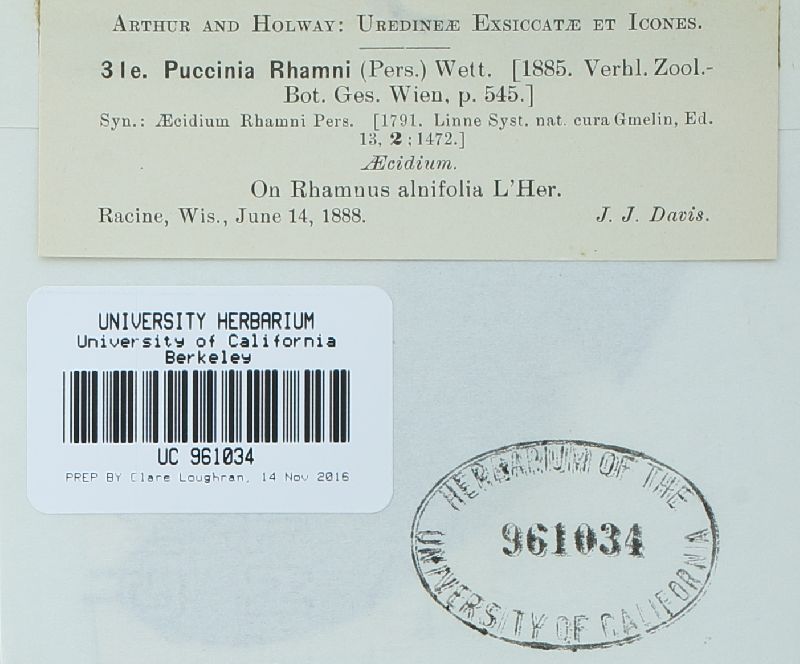 ARTHUR AND HOLWAY: UREDINEÆ EXSICCATÆ ET ICONES.
31e. Puccinia Rhamni (Pers.) Wett. [1885. Verhl. Zool.-
Bot. Ges. Wien, p. 545.]
Syn.: Æcidium Rhamni Pers. [1791. Linne Syst. nat. cura Gmelin, Ed.
13, 2 : 1472.]
Æcidium.
On Rhamnus alnifolia L'Her.
Racine, Wis., June 14, 1888. J. J. Davis.
UNIVERSITY HERBARIUM
University of California
Berkeley
UC 961034
PREP BY Clare Loughran, 14 Nov 2016
HERBARIUM OF THE
961034
UNIVERSITY OF CALIFORNIA